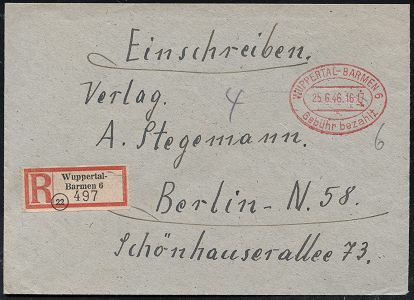 Einschreiben.
WUPPERTAL-BARMEN 6
25.6.46.16-17
Gebühr bezahlt
Verlag.
4
A. Stegemann.
6
R
Wuppertal-
Barmen 6
(22) 497
Berlin - N. 58.
Schönhauserallee 73.